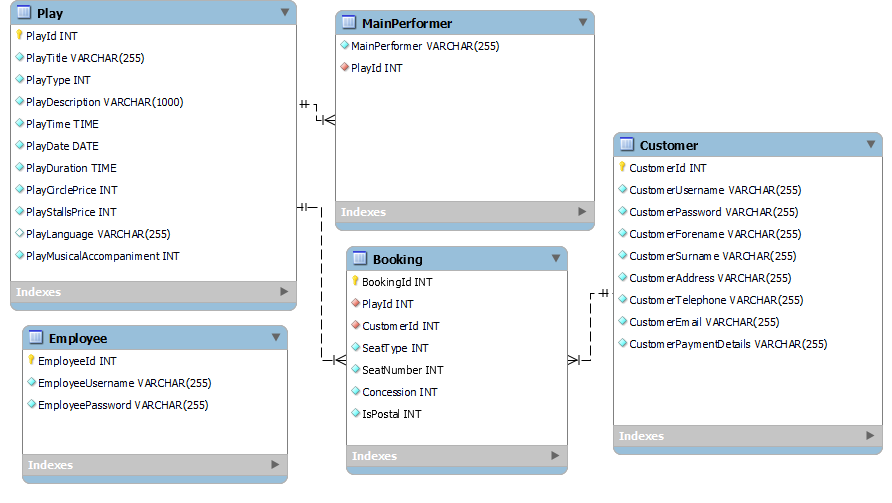 Play
PlayId INT
PlayTitle VARCHAR(255)
PlayType INT
PlayDescription VARCHAR(1000)
PlayTime TIME
PlayDate DATE
PlayDuration TIME
PlayCirclePrice INT
PlayStallsPrice INT
PlayLanguage VARCHAR(255)
PlayMusicalAccompaniment INT
Indexes
MainPerformer
MainPerformer VARCHAR(255)
PlayId INT
Indexes
Customer
CustomerId INT
CustomerUsername VARCHAR(255)
CustomerPassword VARCHAR(255)
CustomerForename VARCHAR(255)
CustomerSurname VARCHAR(255)
CustomerAddress VARCHAR(255)
CustomerTelephone VARCHAR(255)
CustomerEmail VARCHAR(255)
CustomerPaymentDetails VARCHAR(255)
Indexes
Booking
BookingId INT
PlayId INT
CustomerId INT
SeatType INT
SeatNumber INT
Concession INT
IsPostal INT
Indexes
Employee
EmployeeId INT
EmployeeUsername VARCHAR(255)
EmployeePassword VARCHAR(255)
Indexes